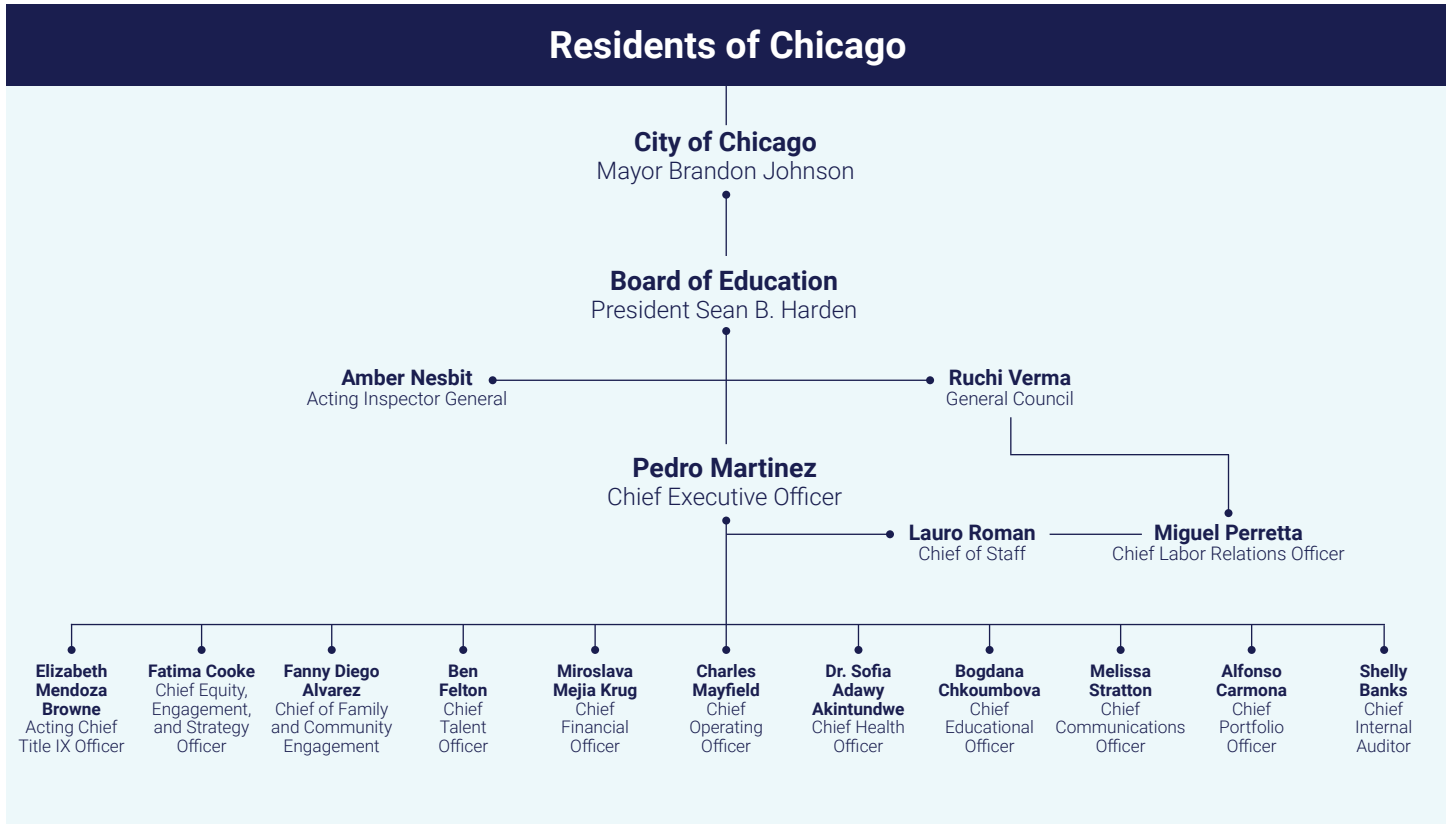 Residents of Chicago
City of Chicago
Mayor Brandon Johnson
Board of Education
President Sean B. Harden
Amber Nesbit
Acting Inspector General
Ruchi Verma
General Council
Pedro Martinez
Chief Executive Officer
Lauro Roman
Chief of Staff
Miguel Perretta
Chief Labor Relations Officer
Elizabeth
Mendoza
Browne
Acting Chief
Title IX Officer
Fatima Cooke
Chief Equity,
Engagement,
and Strategy
Officer
Fanny Diego
Alvarez
Chief of Family
and Community
Engagement
Ben
Felton
Chief
Talent
Officer
Miroslava
Mejia Krug
Chief
Financial
Officer
Charles
Mayfield
Chief
Operating
Officer
Dr. Sofia
Adawy
Akintundwe
Chief Health
Officer
Bogdana
Chkoumbova
Chief
Educational
Officer
Melissa
Stratton
Chief
Communications
Officer
Alfonso
Carmona
Chief
Portfolio
Officer
Shelly
Banks
Chief
Internal
Auditor